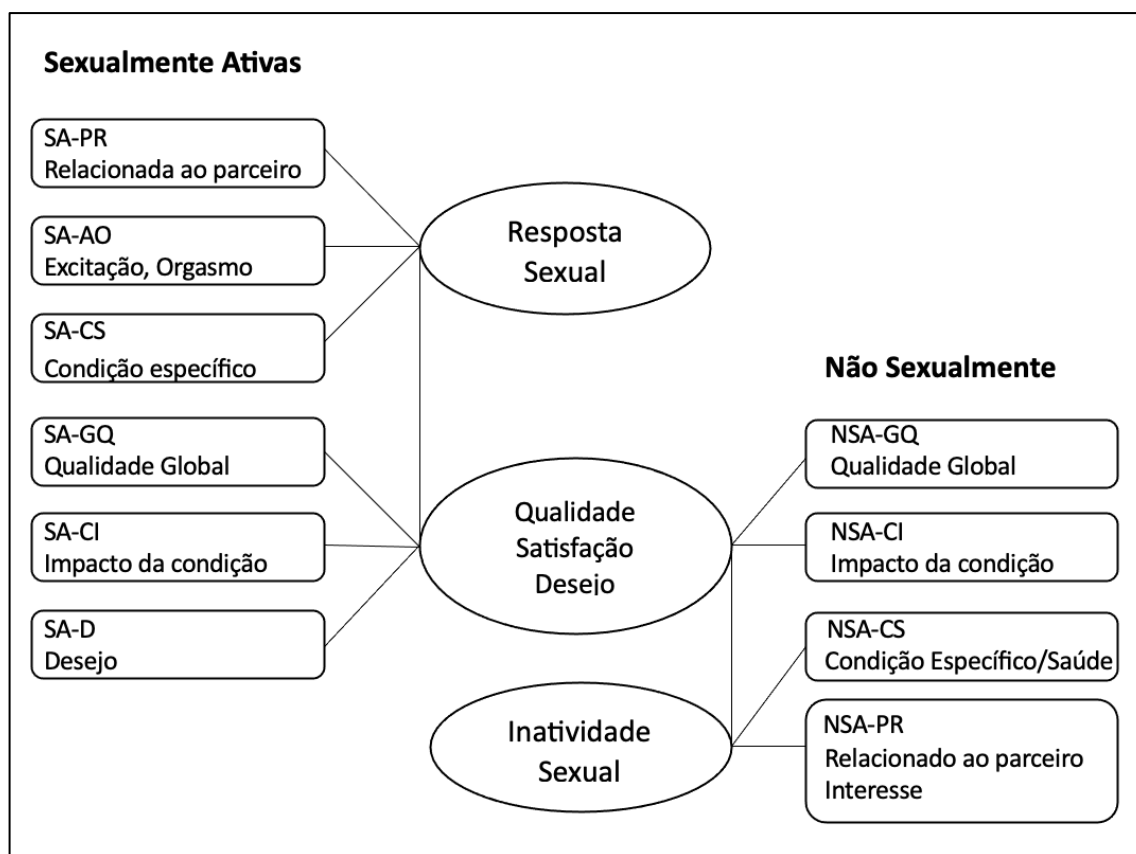 Sexualmente Ativas
SA-PR
Relacionada ao parceiro
SA-AO
Excitação, Orgasmo
SA-CS
Condição específico
SA-GQ
Qualidade Global
SA-CI
Impacto da condição
SA-D
Desejo
Resposta
Sexual
Qualidade
Satisfação
Desejo
Inatividade
Sexual
Não Sexualmente
NSA-GQ
Qualidade Global
NSA-CI
Impacto da condição
NSA-CS
Condição Específico/Saúde
NSA-PR
Relacionado ao parceiro
Interesse